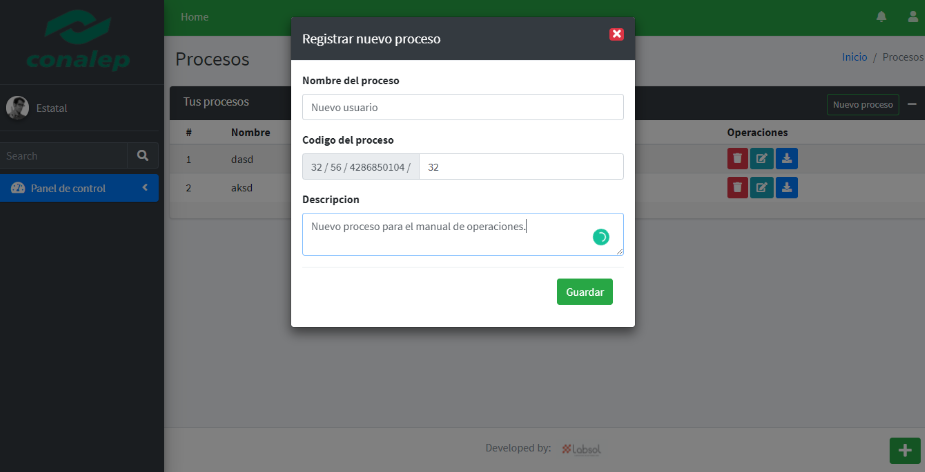 conalep
Home
Registrar nuevo proceso
Procesos
Inicio / Procesos
Estatal
Tus procesos
Nuevo proceso
Nombre del proceso
Nuevo usuario
# Nombre
Operaciones
Search
Codigo del proceso
1 dasd
32 / 56 / 4286850104 / 32
Panel de control
2 aksd
Descripcion
Nuevo proceso para el manual de operaciones.
Guardar
Developed by: Labsol